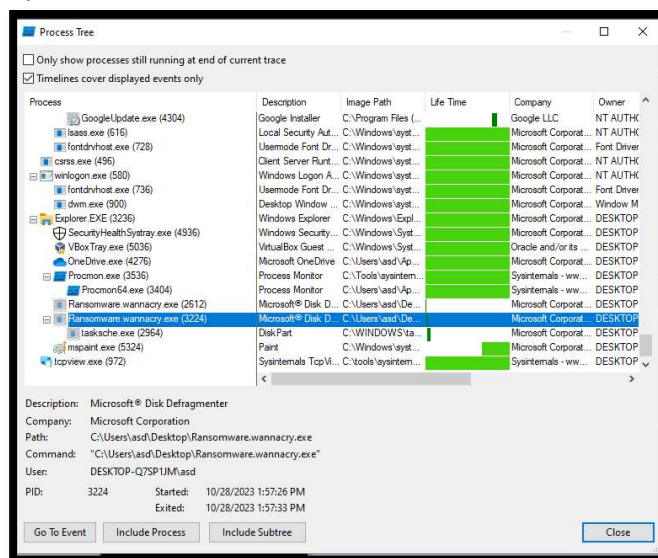 Process Tree
Only show processes still running at end of current trace
Timelines cover displayed events only
Process Description Image Path Life Time Company Owner
GoogleUpdate.exe (4304) Google Installer C:\Program Files (... Google LLC NT AUTHO
lsass.exe (616) Local Security Aut... C:\Windows\syst... Microsoft Corporat... NT AUTHO
fontdrvhost.exe (728) Usermode Font Dr... C:\Windows\syst... Microsoft Corporat... Font Driver
csrss.exe (496) Client Server Runt... C:\Windows\syst... Microsoft Corporat... NT AUTHO
winlogon.exe (580) Windows Logon A... C:\Windows\syst... Microsoft Corporat... NT AUTHO
fontdrvhost.exe (736) Usermode Font Dr... C:\Windows\syst... Microsoft Corporat... Font Driver
dwm.exe (900) Desktop Window ... C:\Windows\syst... Microsoft Corporat... Window M
Explorer.EXE (3236) Windows Explorer C:\Windows\Expl... Microsoft Corporat... DESKTOP
SecurityHealthSystray.exe (4936) Windows Security... C:\Windows\Syst... Microsoft Corporat... DESKTOP
VBoxTray.exe (5036) VirtualBox Guest ... C:\Windows\Syst... Oracle and/or its ... DESKTOP
OneDrive.exe (4276) Microsoft OneDrive C:\Users\asd\Ap... Microsoft Corporat... DESKTOP
Procmon.exe (3536) Process Monitor C:\Tools\sysintern... Sysinternals - ww... DESKTOP
Procmon64.exe (3404) Process Monitor C:\Users\asd\Ap... Sysinternals - ww... DESKTOP
Ransomware.wannacry.exe (2612) Microsoft® Disk D... C:\Users\asd\De... Microsoft Corporat... DESKTOP
Ransomware.wannacry.exe (3224) Microsoft® Disk D... C:\Users\asd\De... Microsoft Corporat... DESKTOP
tasksche.exe (2964) DiskPart C:\WINDOWS\ta... Microsoft Corporat... DESKTOP
mspaint.exe (5324) Paint C:\Windows\syst... Microsoft Corporat... DESKTOP
tcpview.exe (972) Sysinternals TcpVi... C:\tools\sysintern... Sysinternals - ww... DESKTOP
Description: Microsoft® Disk Defragmenter
Company: Microsoft Corporation
Path: C:\Users\asd\Desktop\Ransomware.wannacry.exe
Command: "C:\Users\asd\Desktop\Ransomware.wannacry.exe"
User: DESKTOP-Q7SP1JM\asd
PID: 3224 Started: 10/28/2023 1:57:26 PM
Exited: 10/28/2023 1:57:33 PM
Go To Event Include Process Include Subtree Close